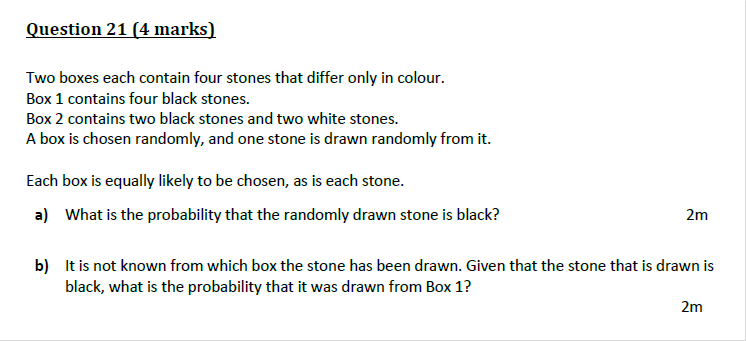 Question 21 (4 marks)
Two boxes each contain four stones that differ only in colour.
Box 1 contains four black stones.
Box 2 contains two black stones and two white stones.
A box is chosen randomly, and one stone is drawn randomly from it.
Each box is equally likely to be chosen, as is each stone.
a) What is the probability that the randomly drawn stone is black? 2m
b) It is not known from which box the stone has been drawn. Given that the stone that is drawn is
black, what is the probability that it was drawn from Box 1?
2m